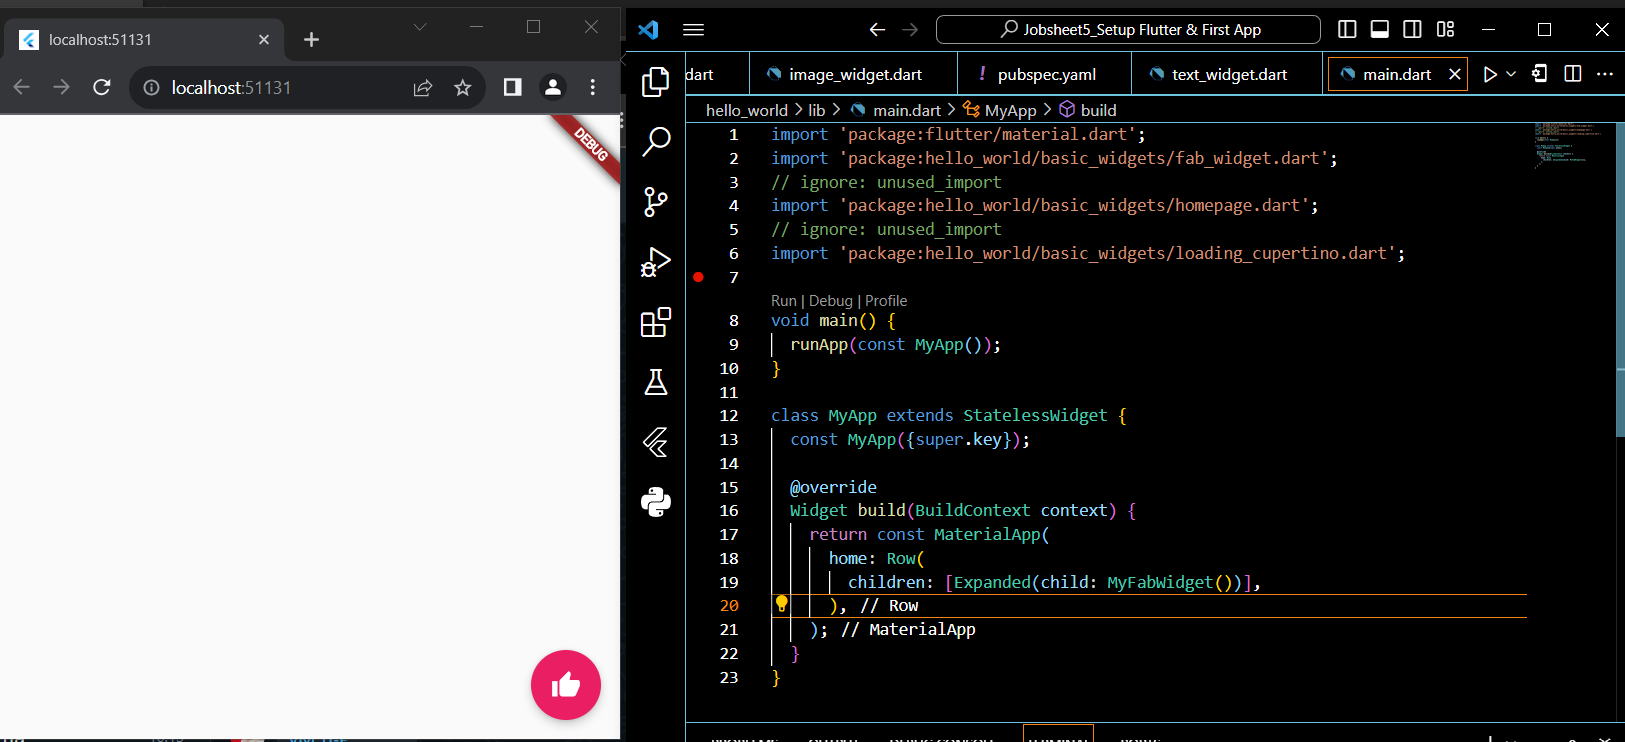 localhost:51131
localhost:51131
DEBUG
Jobsheet5_Setup Flutter & First App
dart
image_widget.dart
! pubspec.yaml
text_widget.dart
main.dart
hello_world > lib > main.dart > MyApp > build
1 import 'package:flutter/material.dart';
2 import 'package:hello_world/basic_widgets/fab_widget.dart';
3 // ignore: unused_import
4 import 'package:hello_world/basic_widgets/homepage.dart';
5 // ignore: unused_import
6 import 'package:hello_world/basic_widgets/loading_cupertino.dart';
7
Run | Debug | Profile
8 void main() {
9 runApp(const MyApp());
10 }
11
12 class MyApp extends StatelessWidget {
13 const MyApp({super.key});
14
15 @override
16 Widget build(BuildContext context) {
17 return const MaterialApp(
18 home: Row(
19 children: [Expanded(child: MyFabWidget())],
20 ), // Row
21 ); // MaterialApp
22 }
23 }